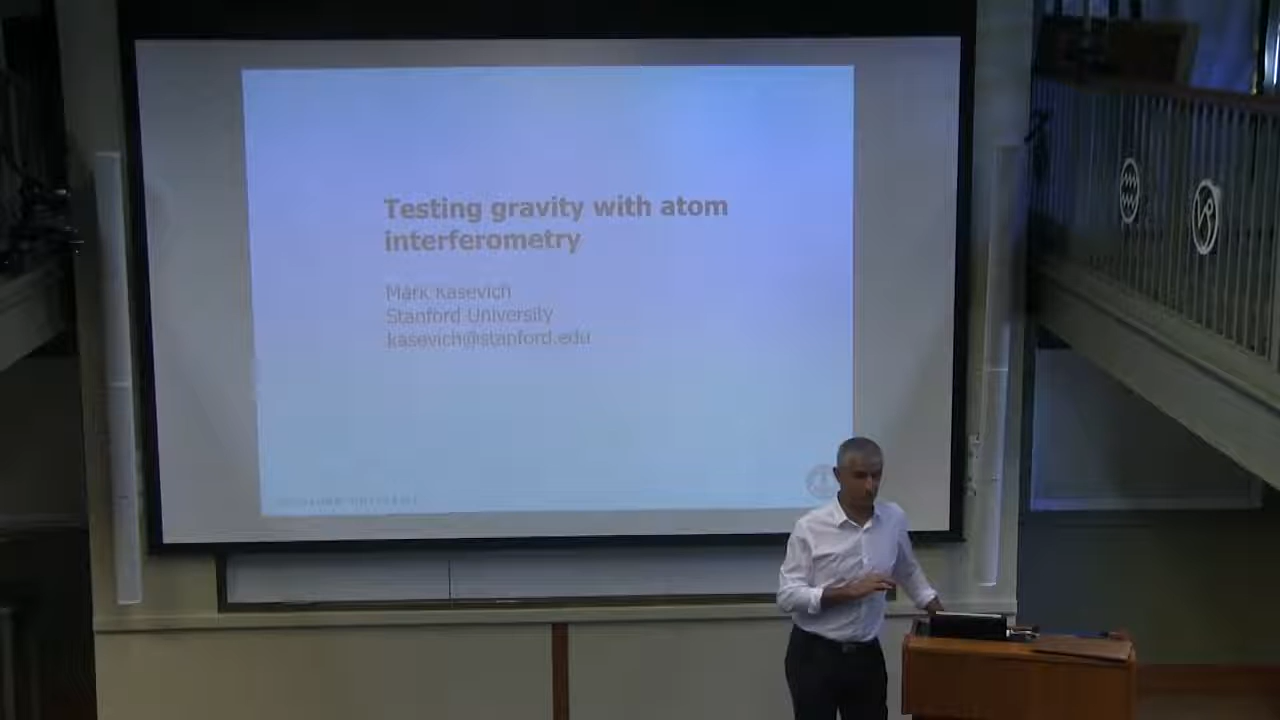 Testing gravity with atom
interferometry
Mark Kasevich
Stanford University
kasevich@stanford.edu